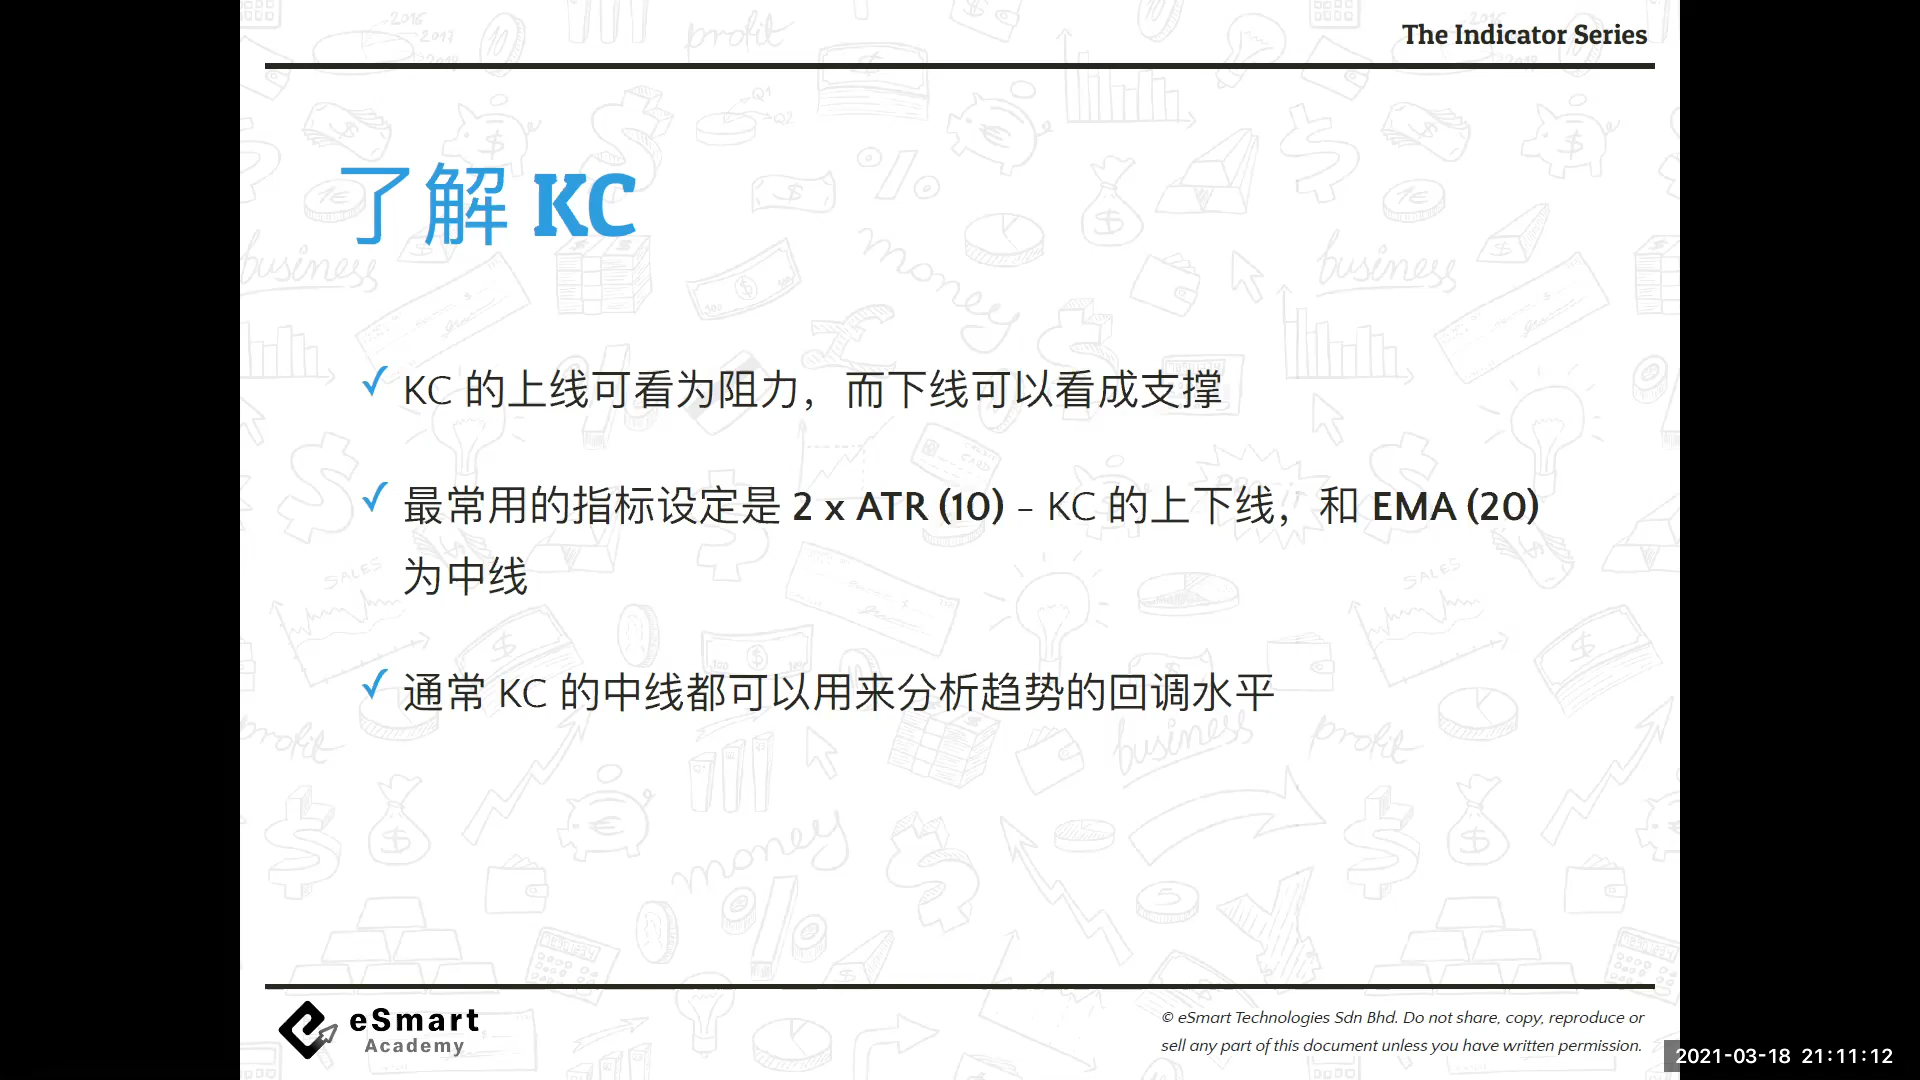 The Indicator Series
了解 KC
✓ KC 的上线可看为阻力，而下线可以看成支撑
✓ 最常用的指标设定是 2 x ATR (10) – KC 的上下线，和 EMA (20)
为中线
✓ 通常 KC 的中线都可以用来分析趋势的回调水平
eSmart
Academy
© eSmart Technologies Sdn Bhd. Do not share, copy, reproduce or
sell any part of this document unless you have written permission.
2021-03-18 21:11:12